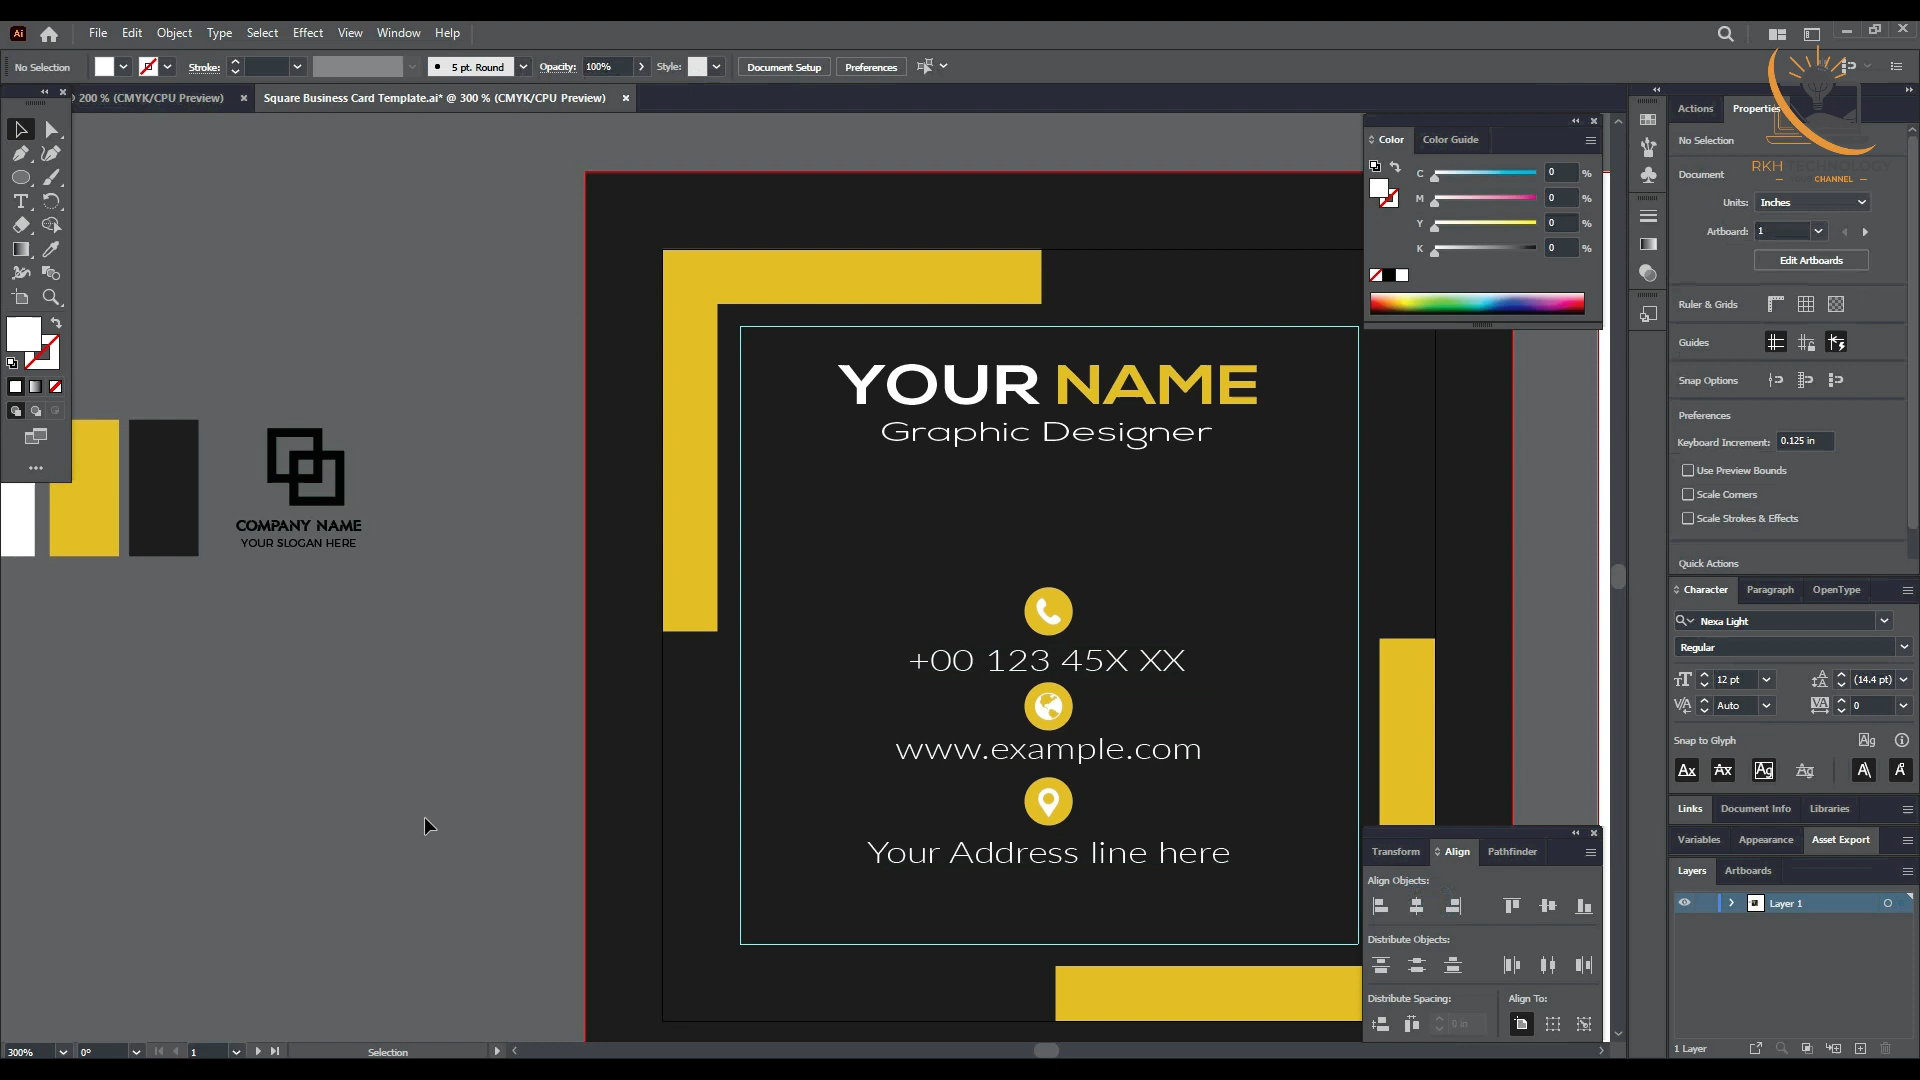 Ai File Edit Object Type Select Effect View Window Help
No Selection Stroke: 5 pt. Round Opacity: 100% Style: Document Setup Preferences
200 % (CMYK/CPU Preview) × Square Business Card Template.ai* @ 300 % (CMYK/CPU Preview) ×
Color Color Guide
C 0 %
M 0 %
Y 0 %
K 0 %
Actions Properties
No Selection
RKH TECHNOLOGY
CHANNEL
Document
Units: Inches
Artboard: 1
Edit Artboards
Ruler & Grids
Guides
Snap Options
Preferences
Keyboard Increment: 0.125 in
Use Preview Bounds
Scale Corners
Scale Strokes & Effects
Quick Actions
Character Paragraph OpenType
Nexa Light
Regular
12 pt (14.4 pt)
Auto 0
Snap to Glyph
Links Document Info Libraries
Variables Appearance Asset Export
Layers Artboards
Layer 1
1 Layer
COMPANY NAME
YOUR SLOGAN HERE
YOUR NAME
Graphic Designer
+00 123 45X XX
www.example.com
Your Address line here
Transform Align Pathfinder
Align Objects:
Distribute Objects:
Distribute Spacing: Align To:
0 in
300% 0° 1 Selection